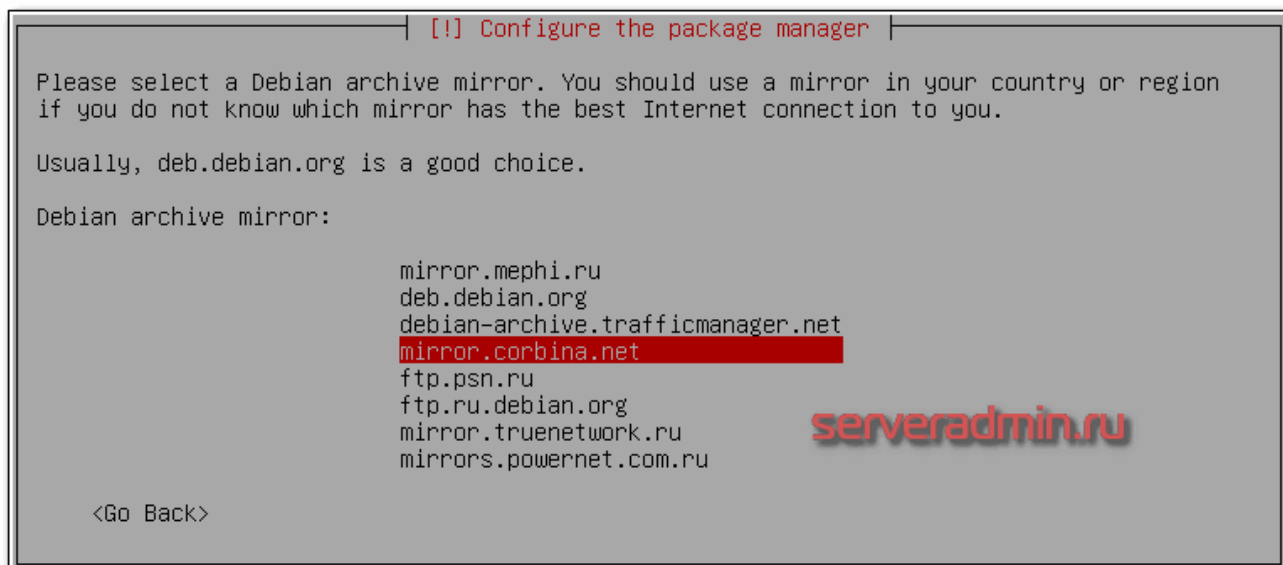 [!] Configure the package manager
Please select a Debian archive mirror. You should use a mirror in your country or region
if you do not know which mirror has the best Internet connection to you.
Usually, deb.debian.org is a good choice.
Debian archive mirror:
mirror.mephi.ru
deb.debian.org
debian-archive.trafficmanager.net
mirror.corbina.net
ftp.psn.ru
ftp.ru.debian.org
mirror.truenetwork.ru
mirrors.powernet.com.ru
serveradmin.ru
<Go Back>